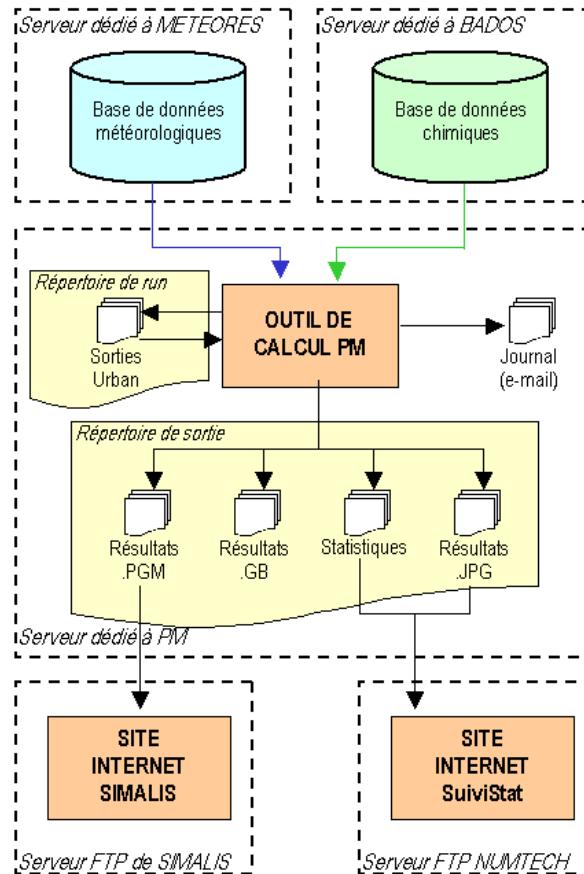 Serveur dédié à METEORES
Serveur dédié à BADOS
Base de données
météorologiques
Base de données
chimiques
Répertoire de run
Sorties
Urban
OUTIL DE
CALCUL PM
Journal
(e-mail)
Répertoire de sortie
Résultats
.PGM
Résultats
.GB
Statistiques
Résultats
.JPG
Serveur dédié à PM
SITE
INTERNET
SIMALIS
SITE
INTERNET
SuiviStat
Serveur FTP de SIMALIS
Serveur FTP NUMTECH